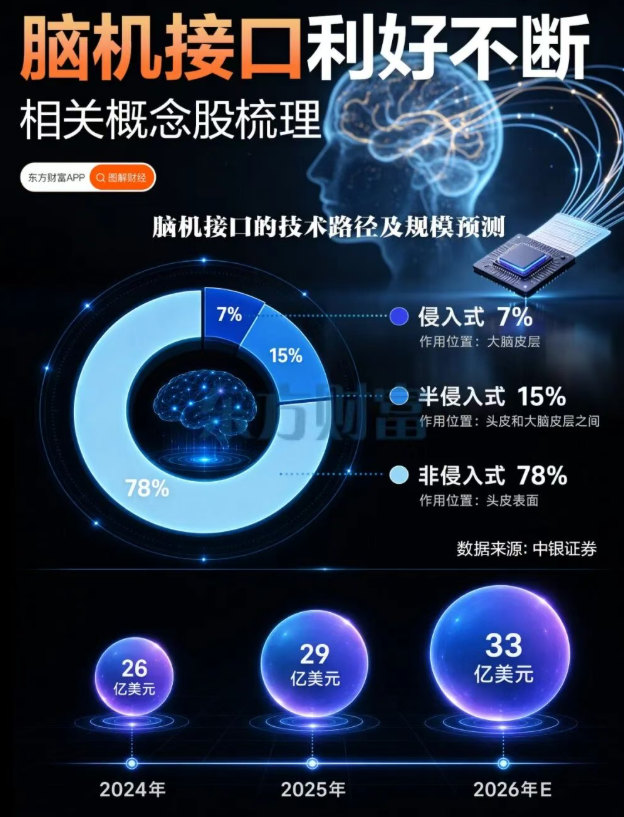 脑机接口利好不断
相关概念股梳理
东方财富APP 图解财经
脑机接口的技术路径及规模预测
7%
15%
78%
侵入式 7%
作用位置：大脑皮层
半侵入式 15%
作用位置：头皮和大脑皮层之间
非侵入式 78%
作用位置：头皮表面
东方财富
数据来源：中银证券
26
亿美元
29
亿美元
33
亿美元
2024年
2025年
2026年E